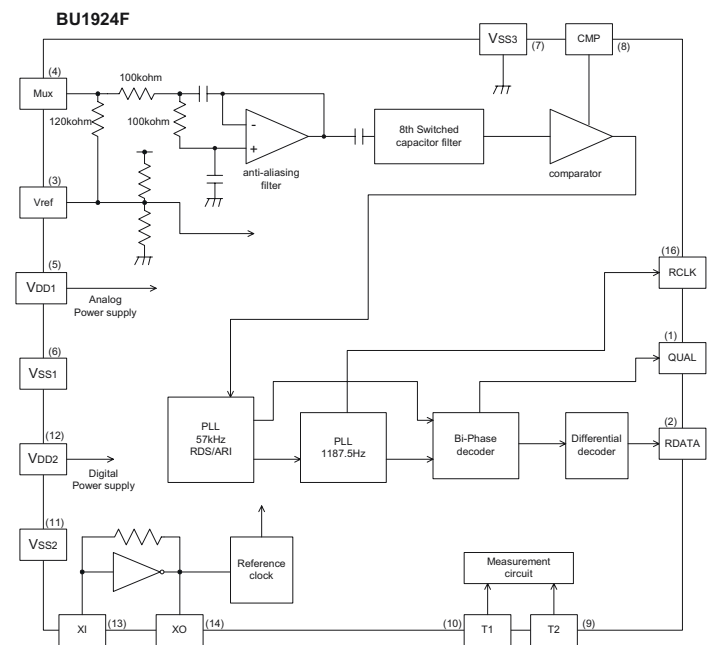 BU1924F
VSS3
(7)
CMP
(8)
(4)
Mux
100kohm
120kohm
100kohm
-
+
anti-aliasing
filter
8th Switched
capacitor filter
comparator
(3)
Vref
(5)
VDD1
Analog
Power supply
(16)
RCLK
(6)
VSS1
(1)
QUAL
(12)
VDD2
Digital
Power supply
PLL
57kHz
RDS/ARI
PLL
1187.5Hz
Bi-Phase
decoder
Differential
decoder
(2)
RDATA
(11)
VSS2
Reference
clock
Measurement
circuit
XI
(13)
XO
(14)
(10)
T1
T2
(9)